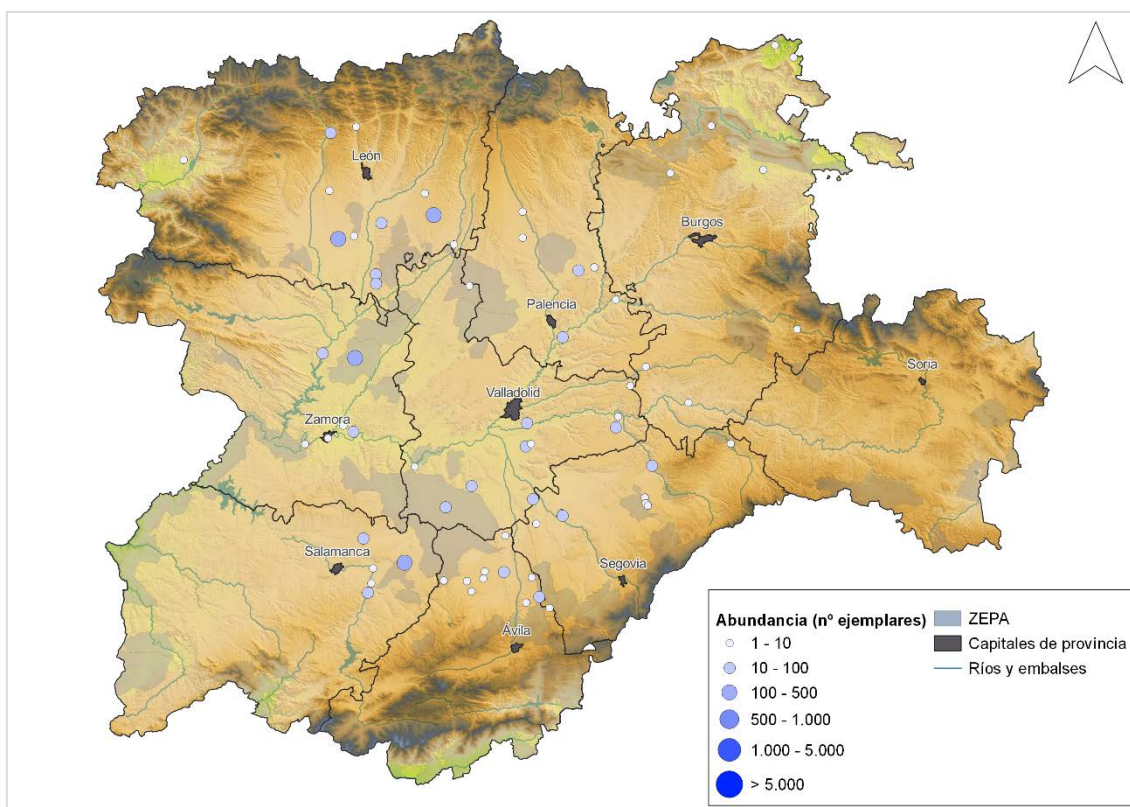 León
Burgos
Palencia
Soria
Valladolid
Zamora
Salamanca
Segovia
Ávila
Abundancia (nº ejemplares)
1 - 10
10 - 100
100 - 500
500 - 1.000
1.000 - 5.000
> 5.000
ZEPA
Capitales de provincia
Ríos y embalses